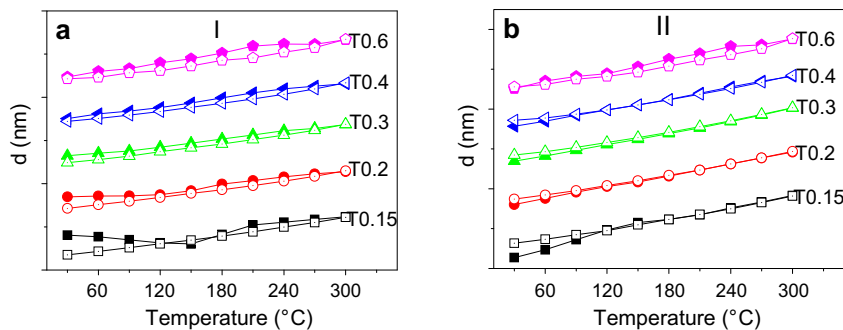 a
I
T0.6
T0.4
T0.3
T0.2
T0.15
d (nm)
60 120 180 240 300
Temperature (°C)
b
II
T0.6
T0.4
T0.3
T0.2
T0.15
d (nm)
60 120 180 240 300
Temperature (°C)